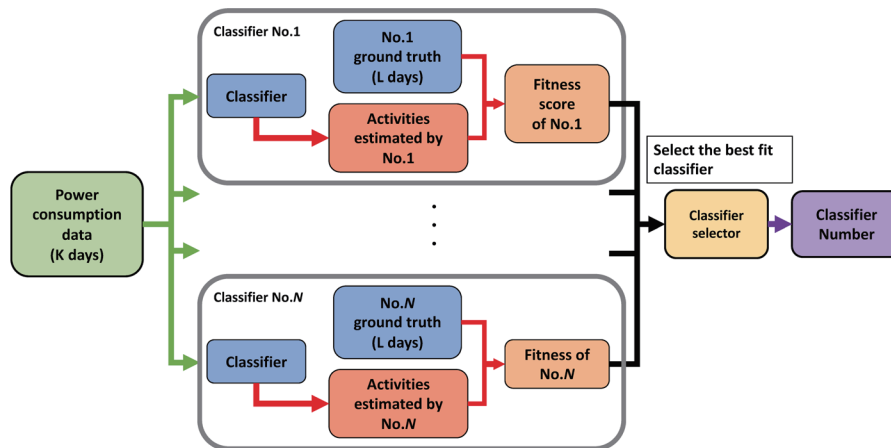 Classifier No.1
No.1
ground truth
(L days)
Classifier
Activities
estimated by
No.1
Fitness
score
of No.1
Power
consumption
data
(K days)
Select the best fit
classifier
Classifier
selector
Classifier
Number
Classifier No.N
No.N
ground truth
(L days)
Classifier
Activities
estimated by
No.N
Fitness of
No.N